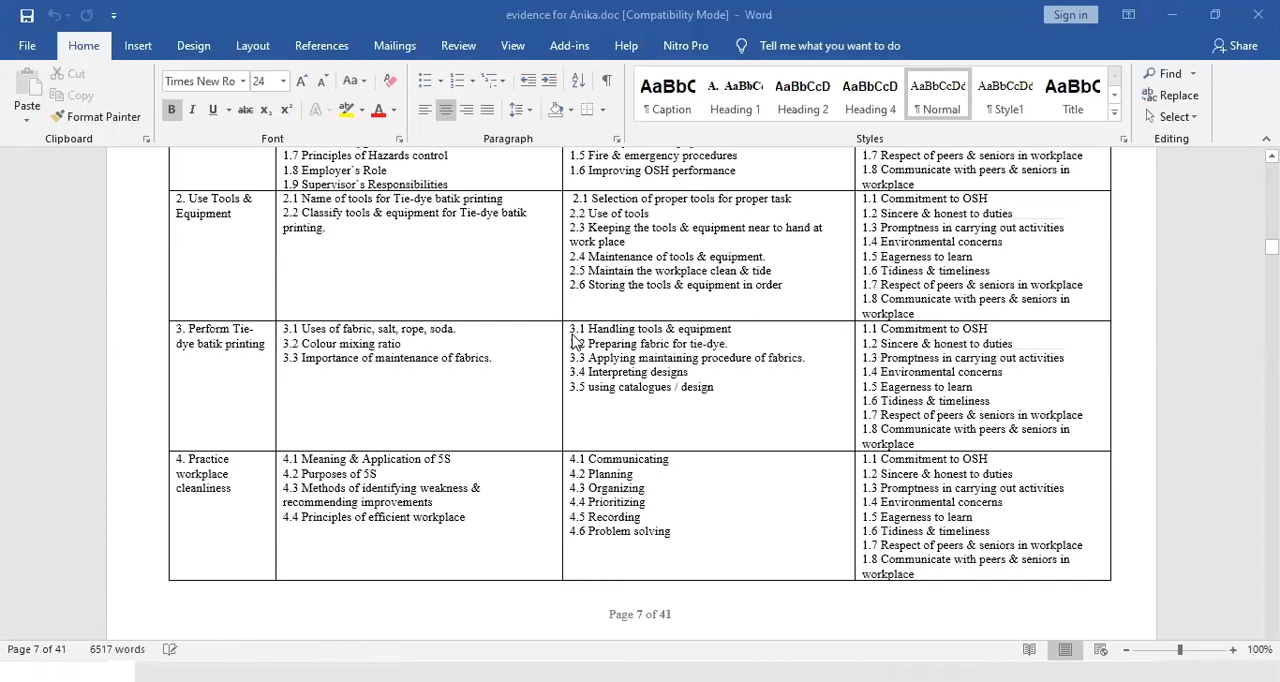 evidence for Anika.doc [Compatibility Mode] - Word
Sign in
File Home Insert Design Layout References Mailings Review View Add-ins Help Nitro Pro Tell me what you want to do Share
Paste
Cut
Copy
Format Painter
Clipboard
Times New Ro 24
Font
Paragraph
AaBbC AaBbC AaBbCcD AaBbCcD AaBbCcDd AaBbCcDd AaBbC
¶ Caption Heading 1 Heading 2 Heading 4 ¶ Normal ¶ Style1 Title
Styles
Find
Replace
Select
Editing
1.7 Principles of Hazards control
1.8 Employer`s Role
1.9 Supervisor`s Responsibilities
1.5 Fire & emergency procedures
1.6 Improving OSH performance
1.7 Respect of peers & seniors in workplace
1.8 Communicate with peers & seniors in
workplace
2. Use Tools &
Equipment
2.1 Name of tools for Tie-dye batik printing
2.2 Classify tools & equipment for Tie-dye batik
printing.
2.1 Selection of proper tools for proper task
2.2 Use of tools
2.3 Keeping the tools & equipment near to hand at
work place
2.4 Maintenance of tools & equipment.
2.5 Maintain the workplace clean & tide
2.6 Storing the tools & equipment in order
1.1 Commitment to OSH
1.2 Sincere & honest to duties
1.3 Promptness in carrying out activities
1.4 Environmental concerns
1.5 Eagerness to learn
1.6 Tidiness & timeliness
1.7 Respect of peers & seniors in workplace
1.8 Communicate with peers & seniors in
workplace
3. Perform Tie-
dye batik printing
3.1 Uses of fabric, salt, rope, soda.
3.2 Colour mixing ratio
3.3 Importance of maintenance of fabrics.
3.1 Handling tools & equipment
3.2 Preparing fabric for tie-dye.
3.3 Applying maintaining procedure of fabrics.
3.4 Interpreting designs
3.5 using catalogues / design
1.1 Commitment to OSH
1.2 Sincere & honest to duties
1.3 Promptness in carrying out activities
1.4 Environmental concerns
1.5 Eagerness to learn
1.6 Tidiness & timeliness
1.7 Respect of peers & seniors in workplace
1.8 Communicate with peers & seniors in
workplace
4. Practice
workplace
cleanliness
4.1 Meaning & Application of 5S
4.2 Purposes of 5S
4.3 Methods of identifying weakness &
recommending improvements
4.4 Principles of efficient workplace
4.1 Communicating
4.2 Planning
4.3 Organizing
4.4 Prioritizing
4.5 Recording
4.6 Problem solving
1.1 Commitment to OSH
1.2 Sincere & honest to duties
1.3 Promptness in carrying out activities
1.4 Environmental concerns
1.5 Eagerness to learn
1.6 Tidiness & timeliness
1.7 Respect of peers & seniors in workplace
1.8 Communicate with peers & seniors in
workplace
Page 7 of 41
Page 7 of 41 6517 words 100%